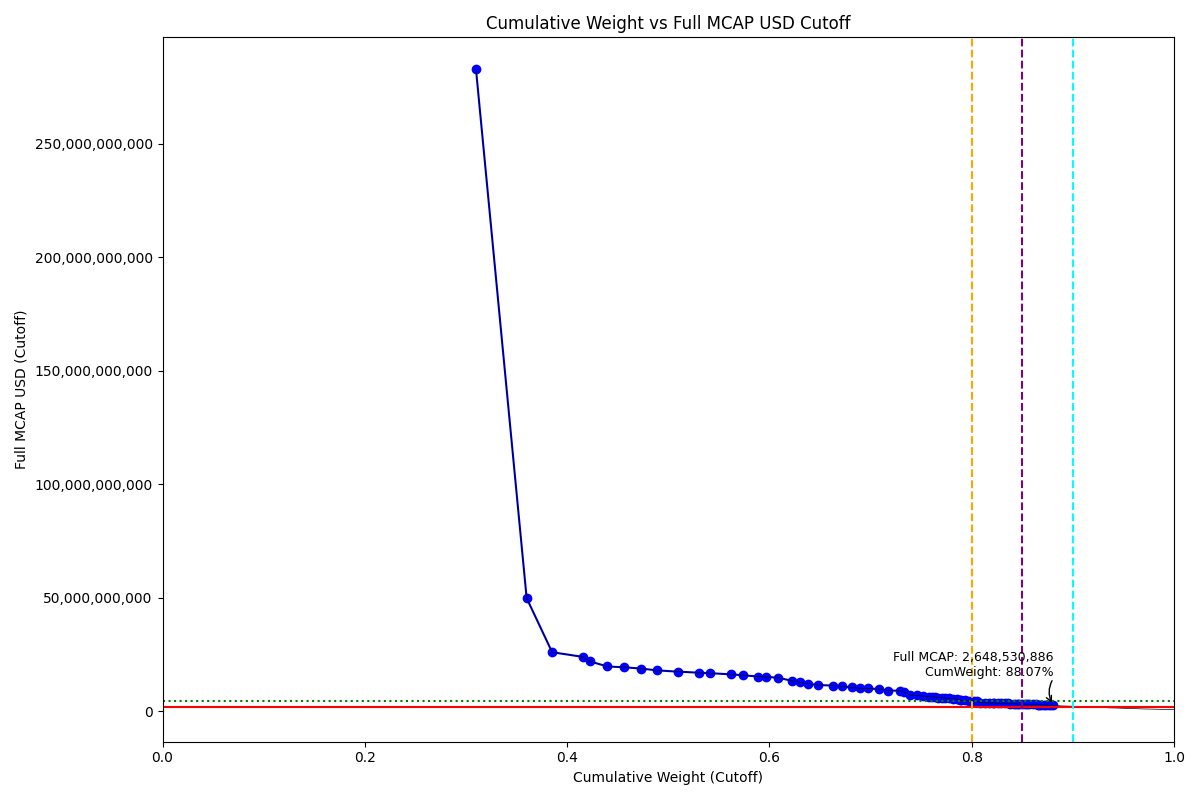 Cumulative Weight vs Full MCAP USD Cutoff
Full MCAP USD (Cutoff)
250,000,000,000
200,000,000,000
150,000,000,000
100,000,000,000
50,000,000,000
0
Full MCAP: 2,648,530,886
CumWeight: 88.07%
0.0 0.2 0.4 0.6 0.8 1.0
Cumulative Weight (Cutoff)